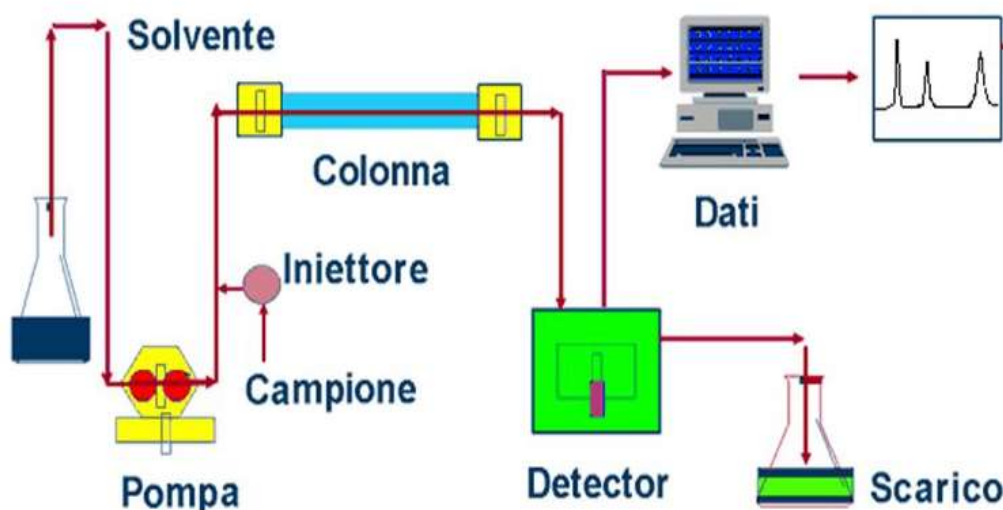 Solvente
Colonna
Dati
Iniettore
Campione
Pompa
Detector
Scarico